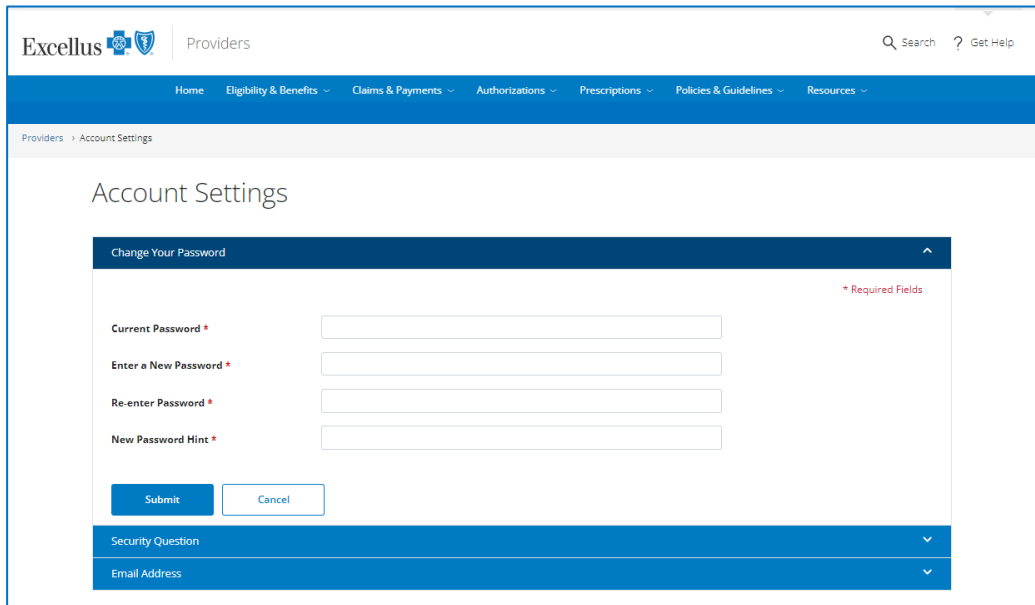 Excellus Providers Search ? Get Help
Home Eligibility & Benefits Claims & Payments Authorizations Prescriptions Policies & Guidelines Resources
Providers › Account Settings
Account Settings
Change Your Password
* Required Fields
Current Password *
Enter a New Password *
Re-enter Password *
New Password Hint *
Submit Cancel
Security Question
Email Address